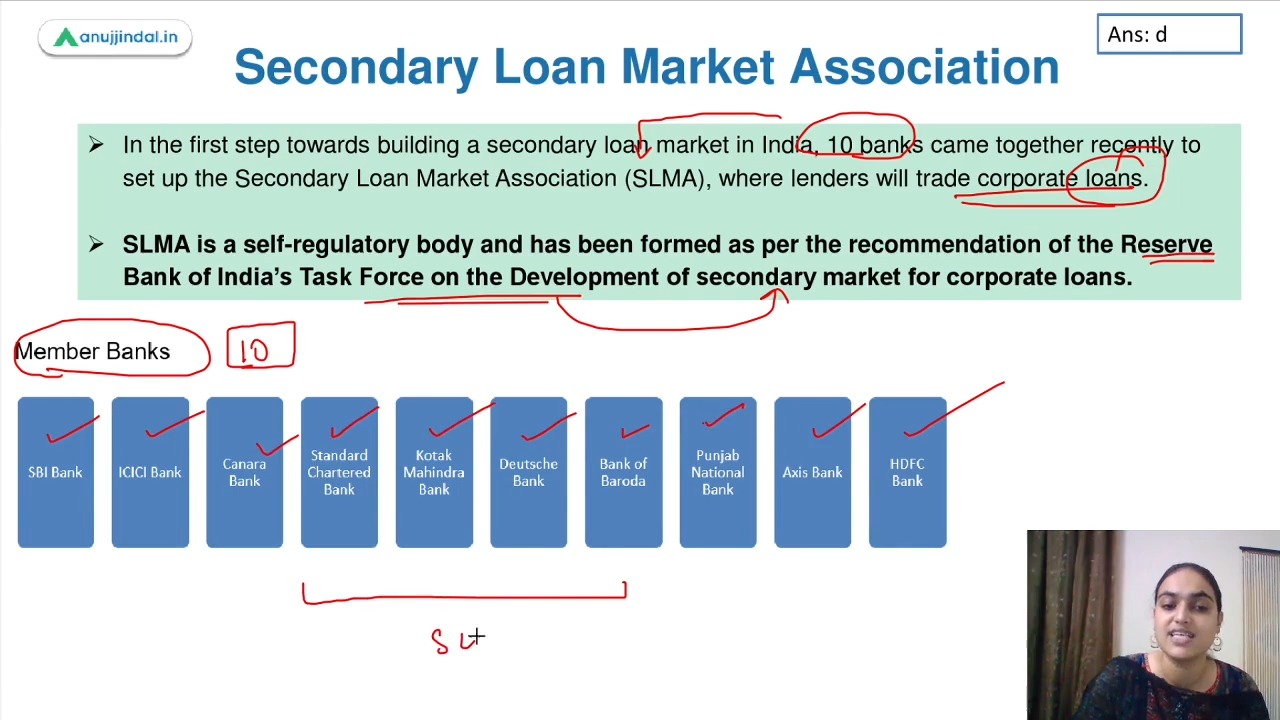 anujjindal.in
Ans: d
Secondary Loan Market Association
➢ In the first step towards building a secondary loan market in India, 10 banks came together recently to
set up the Secondary Loan Market Association (SLMA), where lenders will trade corporate loans.
➢ SLMA is a self-regulatory body and has been formed as per the recommendation of the Reserve
Bank of India's Task Force on the Development of secondary market for corporate loans.
Member Banks 10
SBI Bank
ICICI Bank
Canara
Bank
Standard
Chartered
Bank
Kotak
Mahindra
Bank
Deutsche
Bank
Bank of
Baroda
Punjab
National
Bank
Axis Bank
HDFC
Bank
S